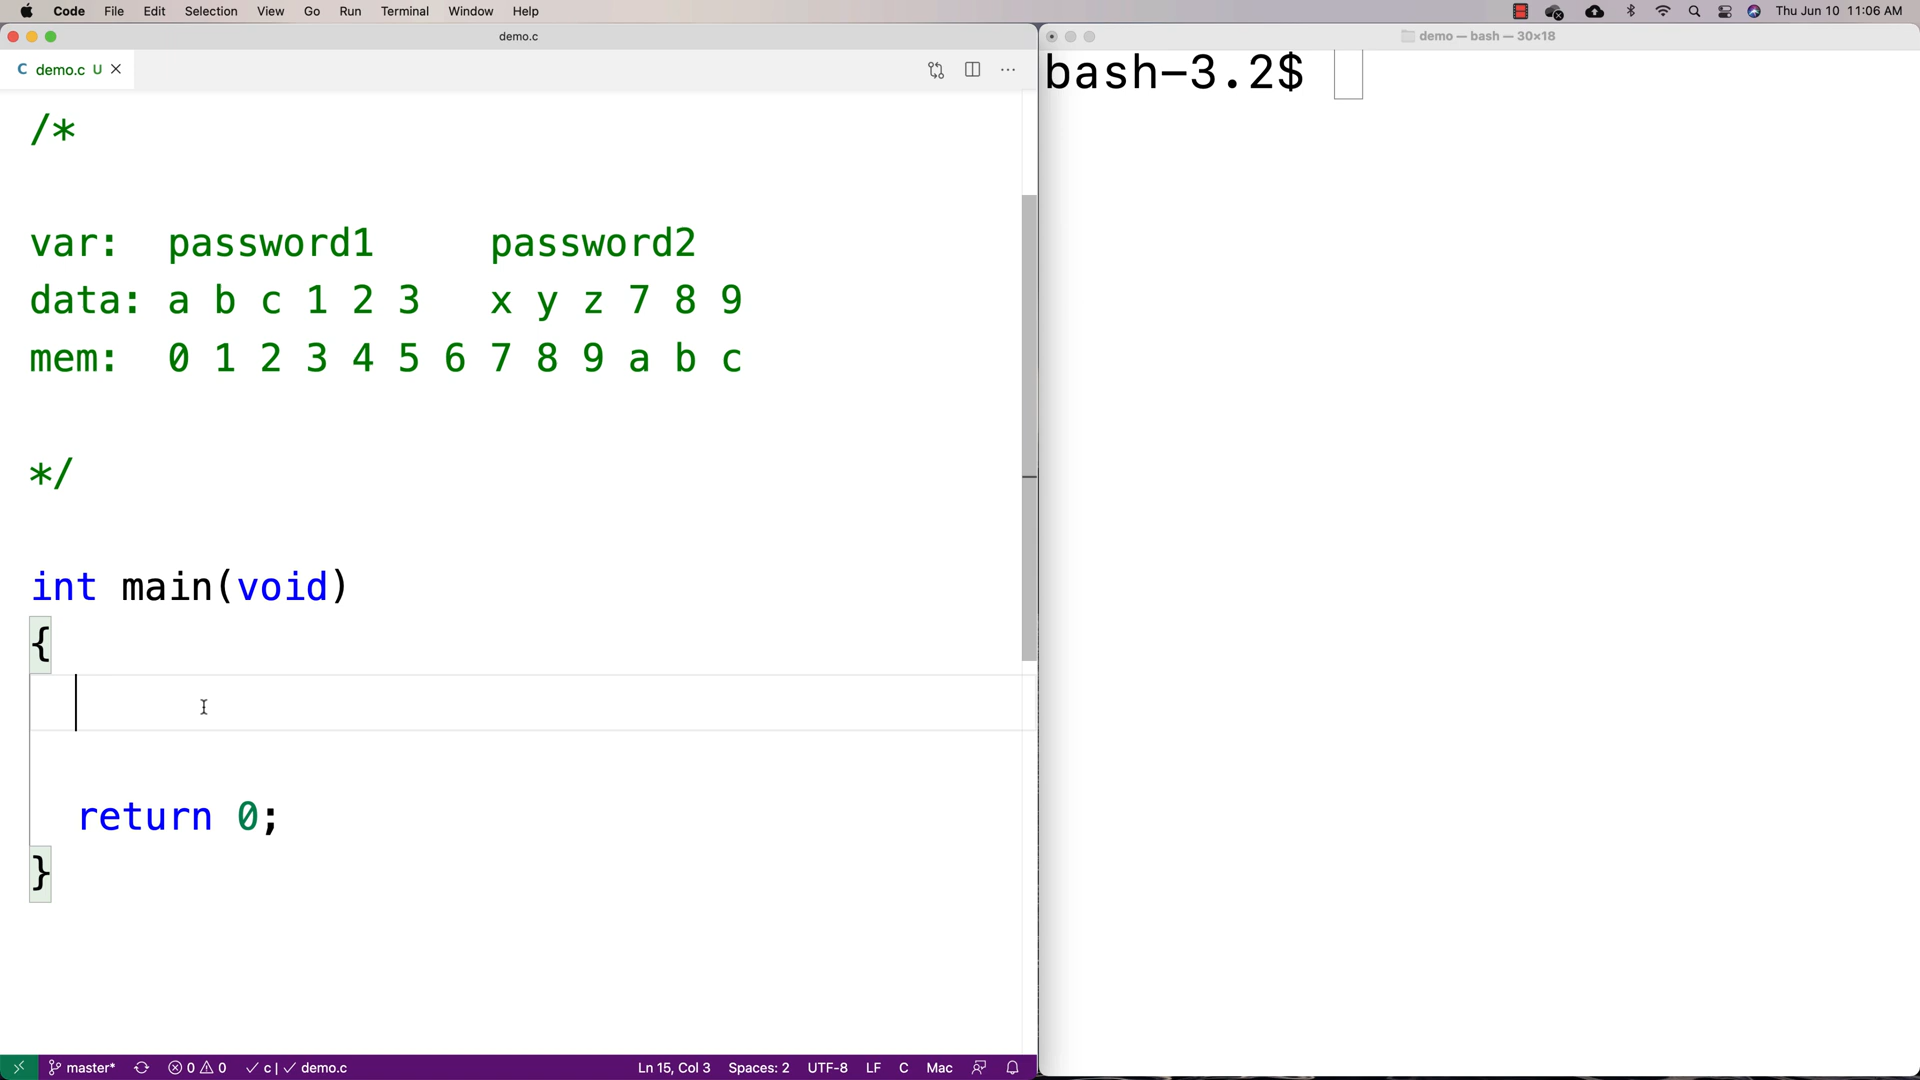 Code File Edit Selection View Go Run Terminal Window Help Thu Jun 10 11:06 AM
demo.c
demo — bash — 30×18
C demo.c U
bash-3.2$
/*
var: password1 password2
data: a b c 1 2 3 x y z 7 8 9
mem: 0 1 2 3 4 5 6 7 8 9 a b c
*/
int main(void)
{
return 0;
}
master* 0 0 c | demo.c Ln 15, Col 3 Spaces: 2 UTF-8 LF C Mac